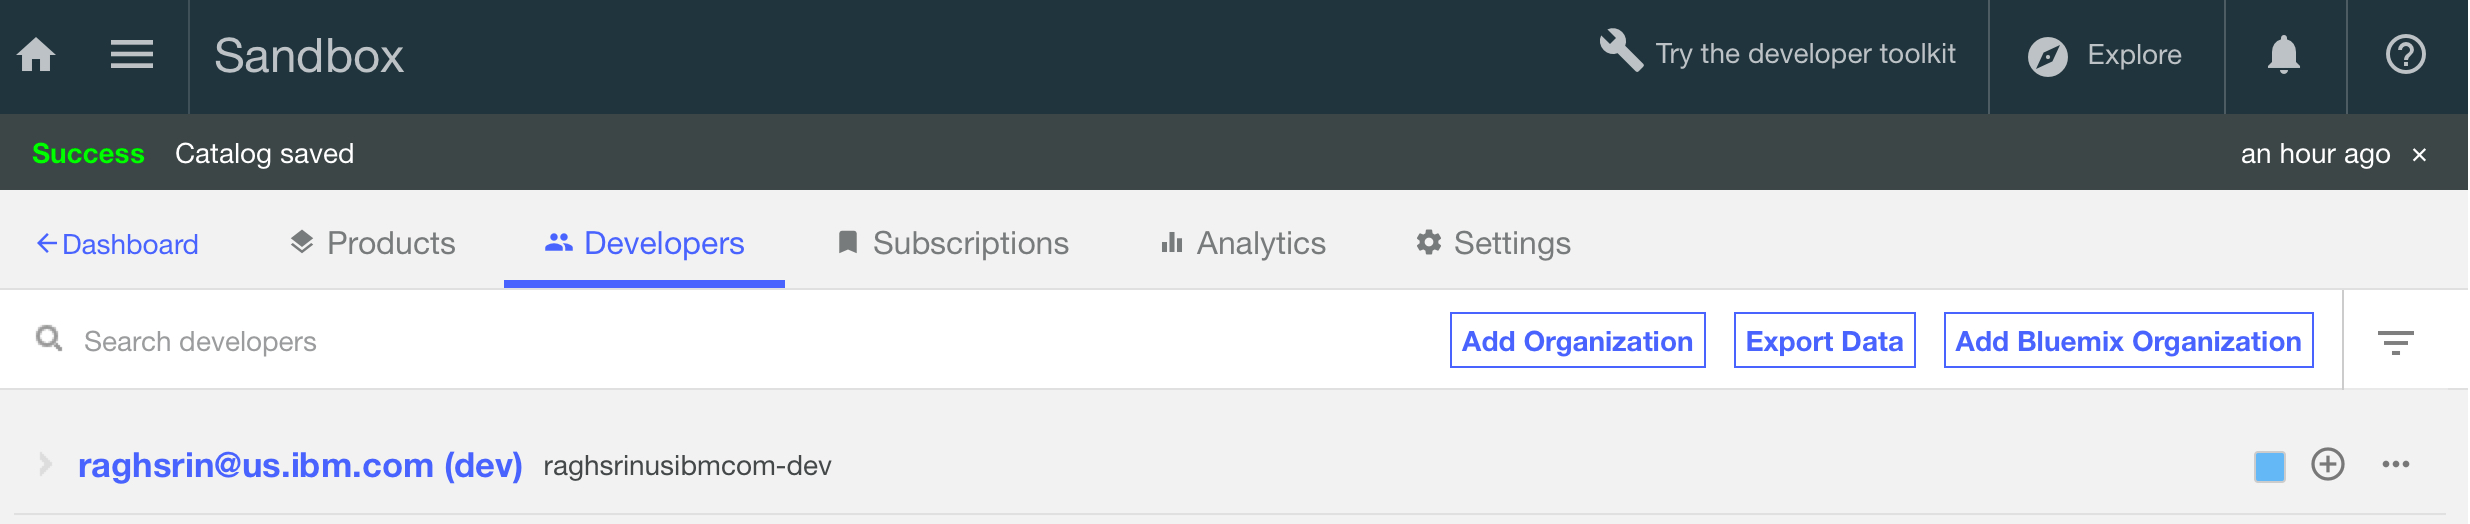 Sandbox Try the developer toolkit Explore
Success Catalog saved an hour ago ×
Dashboard Products Developers Subscriptions Analytics Settings
Search developers Add Organization Export Data Add Bluemix Organization
raghsrin@us.ibm.com (dev) raghsrinusibmcom-dev